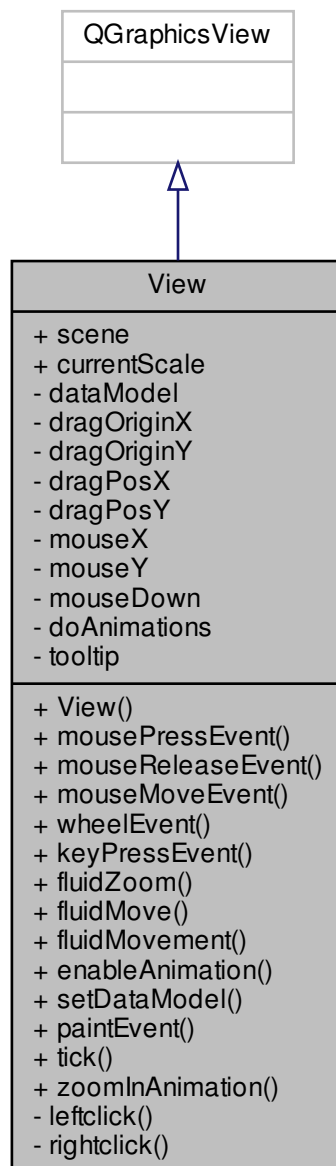 QGraphicsView
View
+ scene
+ currentScale
- dataModel
- dragOriginX
- dragOriginY
- dragPosX
- dragPosY
- mouseX
- mouseY
- mouseDown
- doAnimations
- tooltip
+ View()
+ mousePressEvent()
+ mouseReleaseEvent()
+ mouseMoveEvent()
+ wheelEvent()
+ keyPressEvent()
+ fluidZoom()
+ fluidMove()
+ fluidMovement()
+ enableAnimation()
+ setDataModel()
+ paintEvent()
+ tick()
+ zoomInAnimation()
- leftclick()
- rightclick()